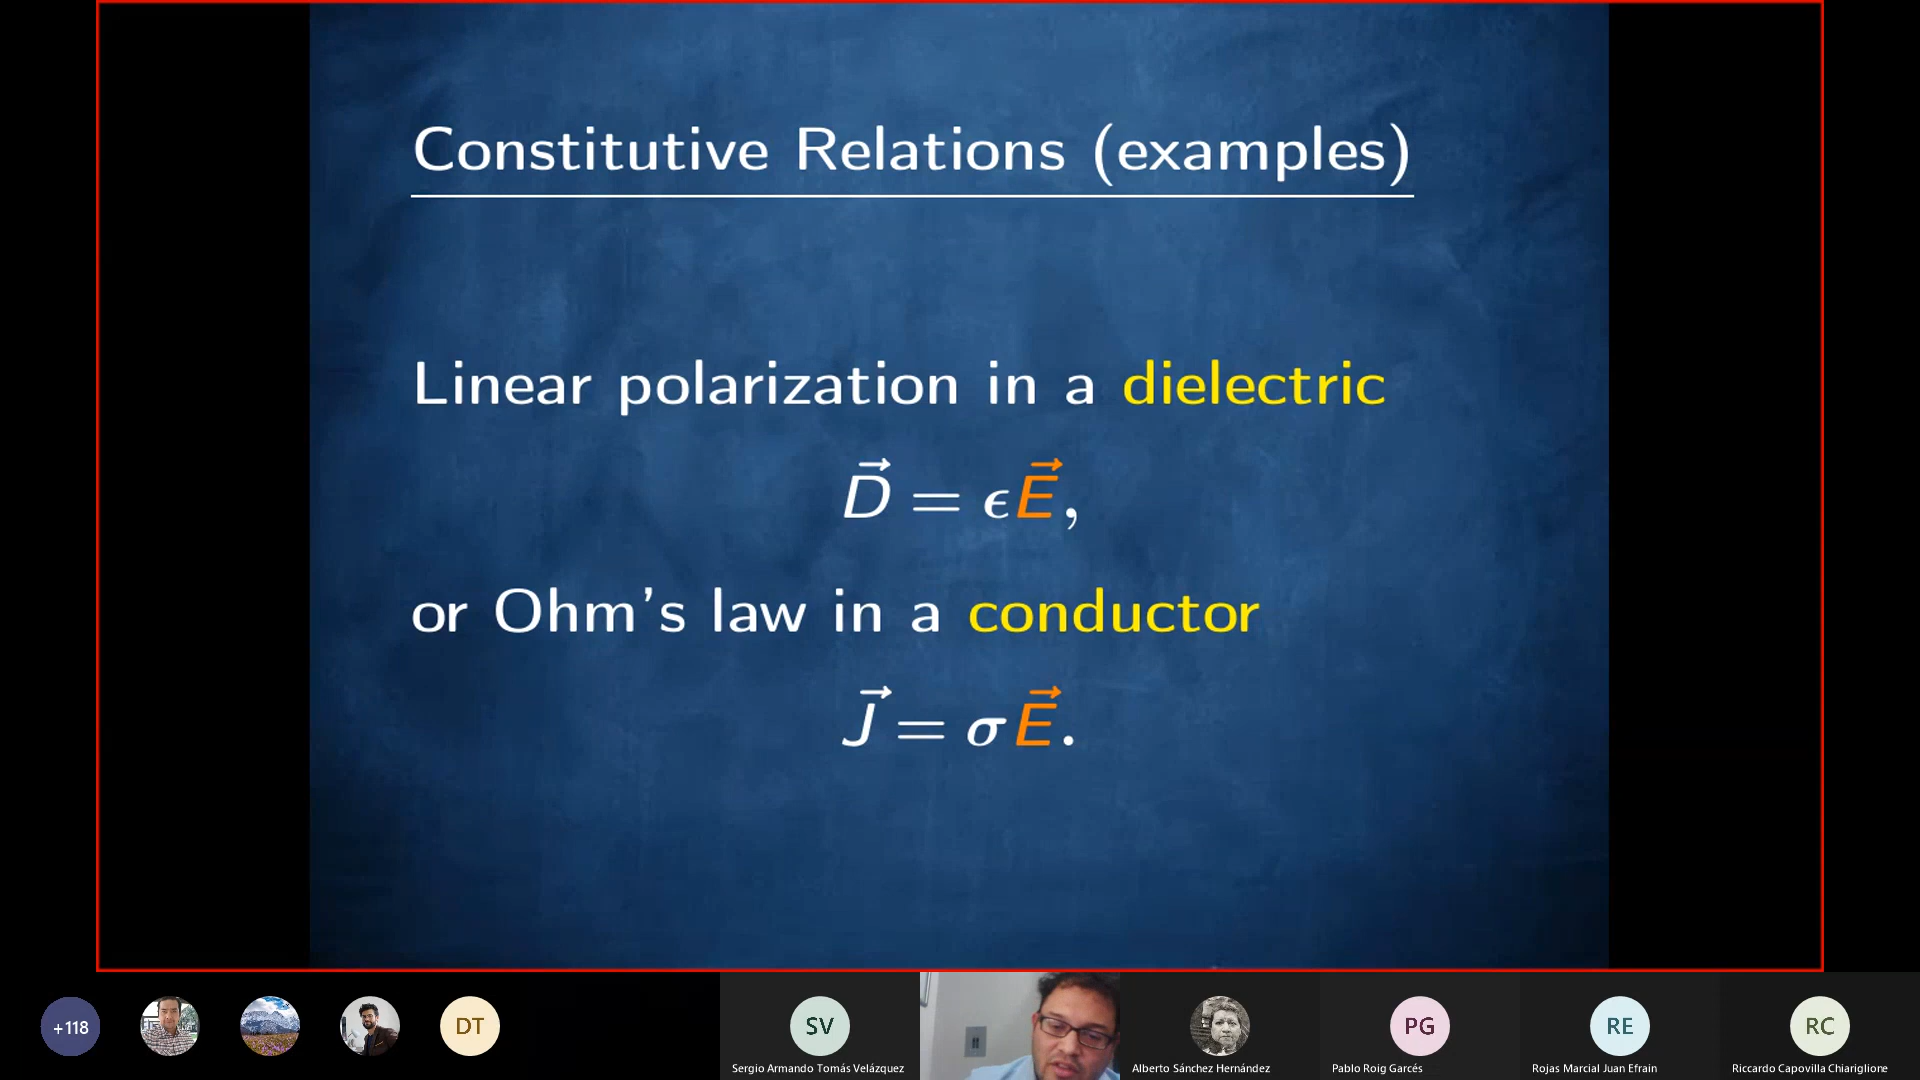 Constitutive Relations (examples)
Linear polarization in a dielectric
D⃗ = ϵE⃗,
or Ohm's law in a conductor
J⃗ = σE⃗.
+118
DT
SV
PG
RE
RC
Sergio Armando Tomás Velázquez
Alberto Sánchez Hernández
Pablo Roig Garcés
Rojas Marcial Juan Efrain
Riccardo Capovilla Chiariglione